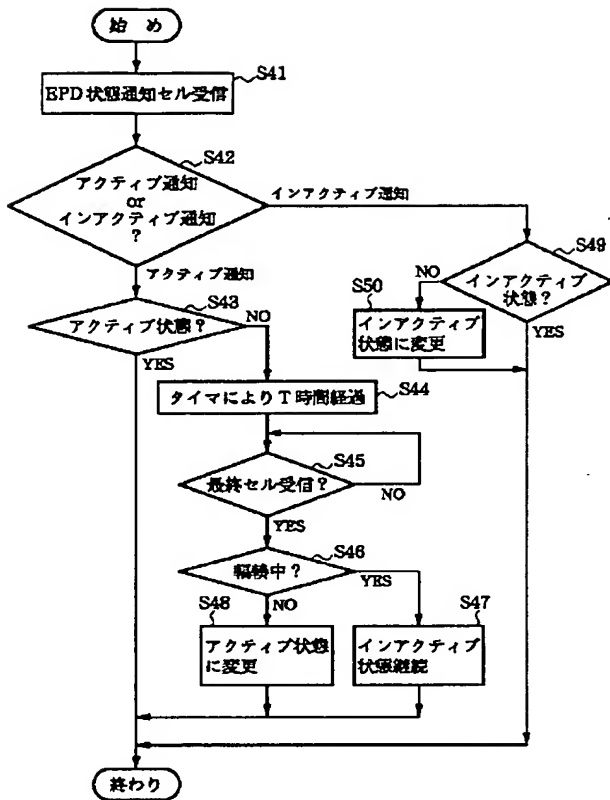 始 め
S41
EPD 状態通知セル受信
S42
アクティブ通知
or
インアクティブ通知
?
インアクティブ通知
アクティブ通知
S43
アクティブ状態?
NO
YES
S49
インアクティブ
状態?
NO
YES
S50
インアクティブ
状態に変更
S44
タイマにより T 時間経過
S45
最終セル受信?
NO
YES
S46
輻輳中?
YES
NO
S48
アクティブ状態
に変更
S47
インアクティブ
状態継続
終わり